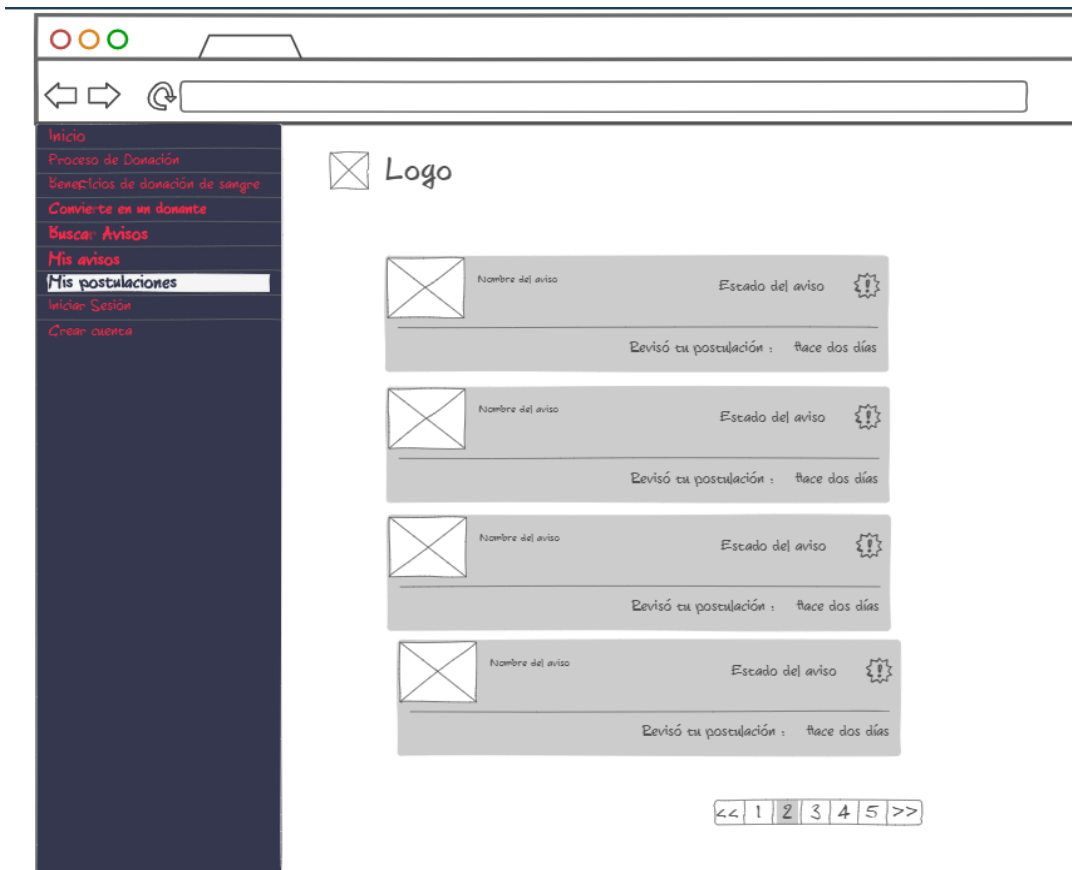 Inicio
Proceso de Donación
Beneficios de donación de sangre
Convierte en un donante
Buscar Avisos
Mis avisos
Mis postulaciones
Iniciar Sesión
Crear cuenta
Logo
Nombre del aviso
Estado del aviso
Revisó tu postulación : Hace dos días
Nombre del aviso
Estado del aviso
Revisó tu postulación : Hace dos días
Nombre del aviso
Estado del aviso
Revisó tu postulación : Hace dos días
Nombre del aviso
Estado del aviso
Revisó tu postulación : Hace dos días
<< 1 2 3 4 5 >>